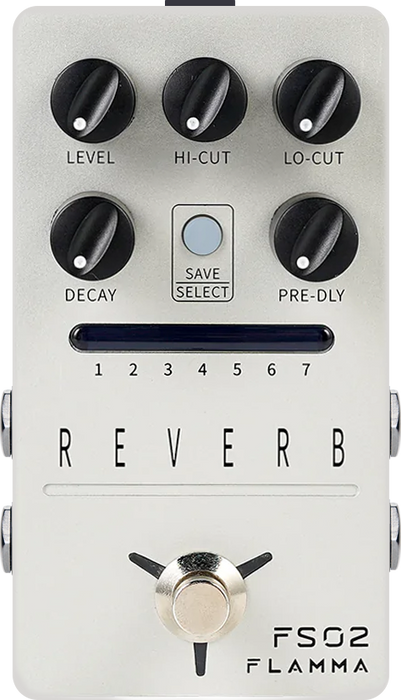 LEVEL HI-CUT LO-CUT
DECAY SAVE PRE-DLY
SELECT
1 2 3 4 5 6 7
REVERB
FS02
FLAMMA